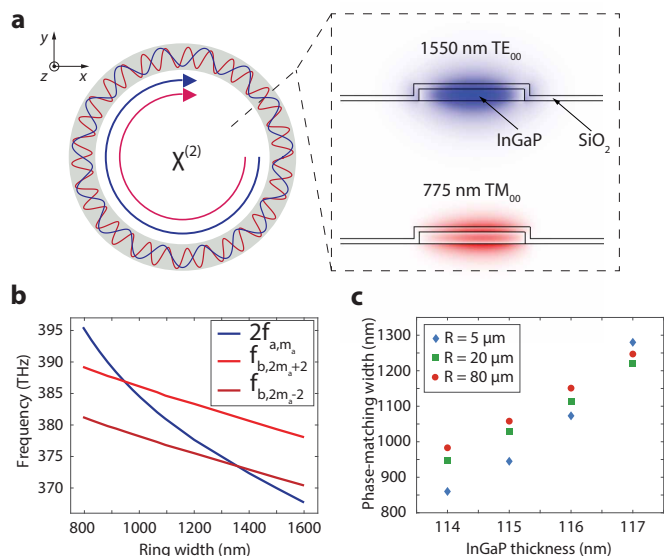 a
y
z
x
χ(2)
1550 nm TE00
InGaP
SiO2
775 nm TM00
b
Frequency (THz)
395
390
385
380
375
370
2fa,ma
fb,2ma+2
fb,2ma-2
800 1000 1200 1400 1600
Ring width (nm)
c
Phase-matching width (nm)
1300
1200
1100
1000
900
800
R = 5 µm
R = 20 µm
R = 80 µm
114 115 116 117
InGaP thickness (nm)